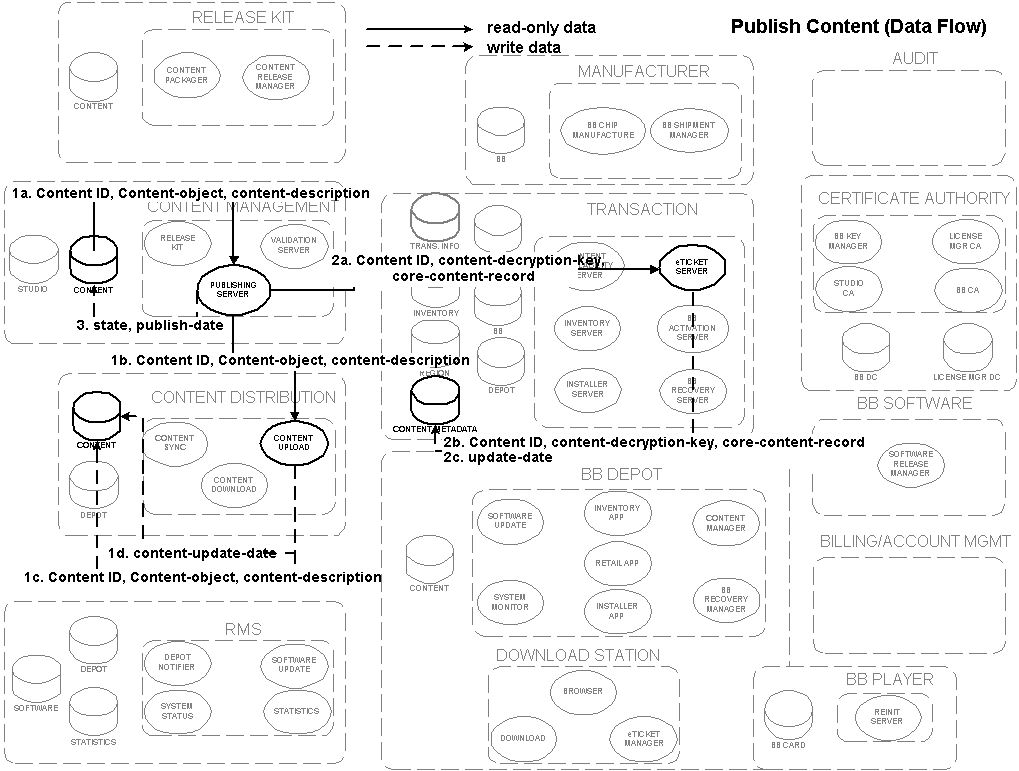 Publish Content (Data Flow)
read-only data
write data
RELEASE KIT
CONTENT
CONTENT
PACKAGER
CONTENT
RELEASE
MANAGER
MANUFACTURER
BB
BB CHIP
MANUFACTURE
BB SHIPMENT
MANAGER
AUDIT
1a. Content ID, Content-object, content-description
CONTENT MANAGEMENT
STUDIO
CONTENT
RELEASE
KIT
VALIDATION
SERVER
PUBLISHING
SERVER
3. state, publish-date
TRANSACTION
TRANS. INFO
2a. Content ID, content-decryption-key,
core-content-record
SERVER
eTICKET
SERVER
INVENTORY
BB
REGION
DEPOT
INVENTORY
SERVER
BB
ACTIVATION
SERVER
INSTALLER
SERVER
BB
RECOVERY
SERVER
CONTENT METADATA
2b. Content ID, content-decryption-key, core-content-record
2c. update-date
CERTIFICATE AUTHORITY
BB KEY
MANAGER
LICENSE
MGR CA
STUDIO
CA
BB CA
BB DC
LICENSE MGR DC
1b. Content ID, Content-object, content-description
CONTENT DISTRIBUTION
CONTENT
DEPOT
CONTENT
SYNC
CONTENT
UPLOAD
CONTENT
DOWNLOAD
1d. content-update-date
1c. Content ID, Content-object, content-description
BB SOFTWARE
SOFTWARE
RELEASE
MANAGER
BB DEPOT
CONTENT
SOFTWARE
UPDATE
INVENTORY
APP
CONTENT
MANAGER
RETAIL APP
SYSTEM
MONITOR
INSTALLER
APP
BB
RECOVERY
MANAGER
BILLING/ACCOUNT MGMT
RMS
SOFTWARE
DEPOT
STATISTICS
DEPOT
NOTIFIER
SOFTWARE
UPDATE
SYSTEM
STATUS
STATISTICS
DOWNLOAD STATION
BROWSER
DOWNLOAD
eTICKET
MANAGER
BB PLAYER
BB CARD
REINIT
SERVER